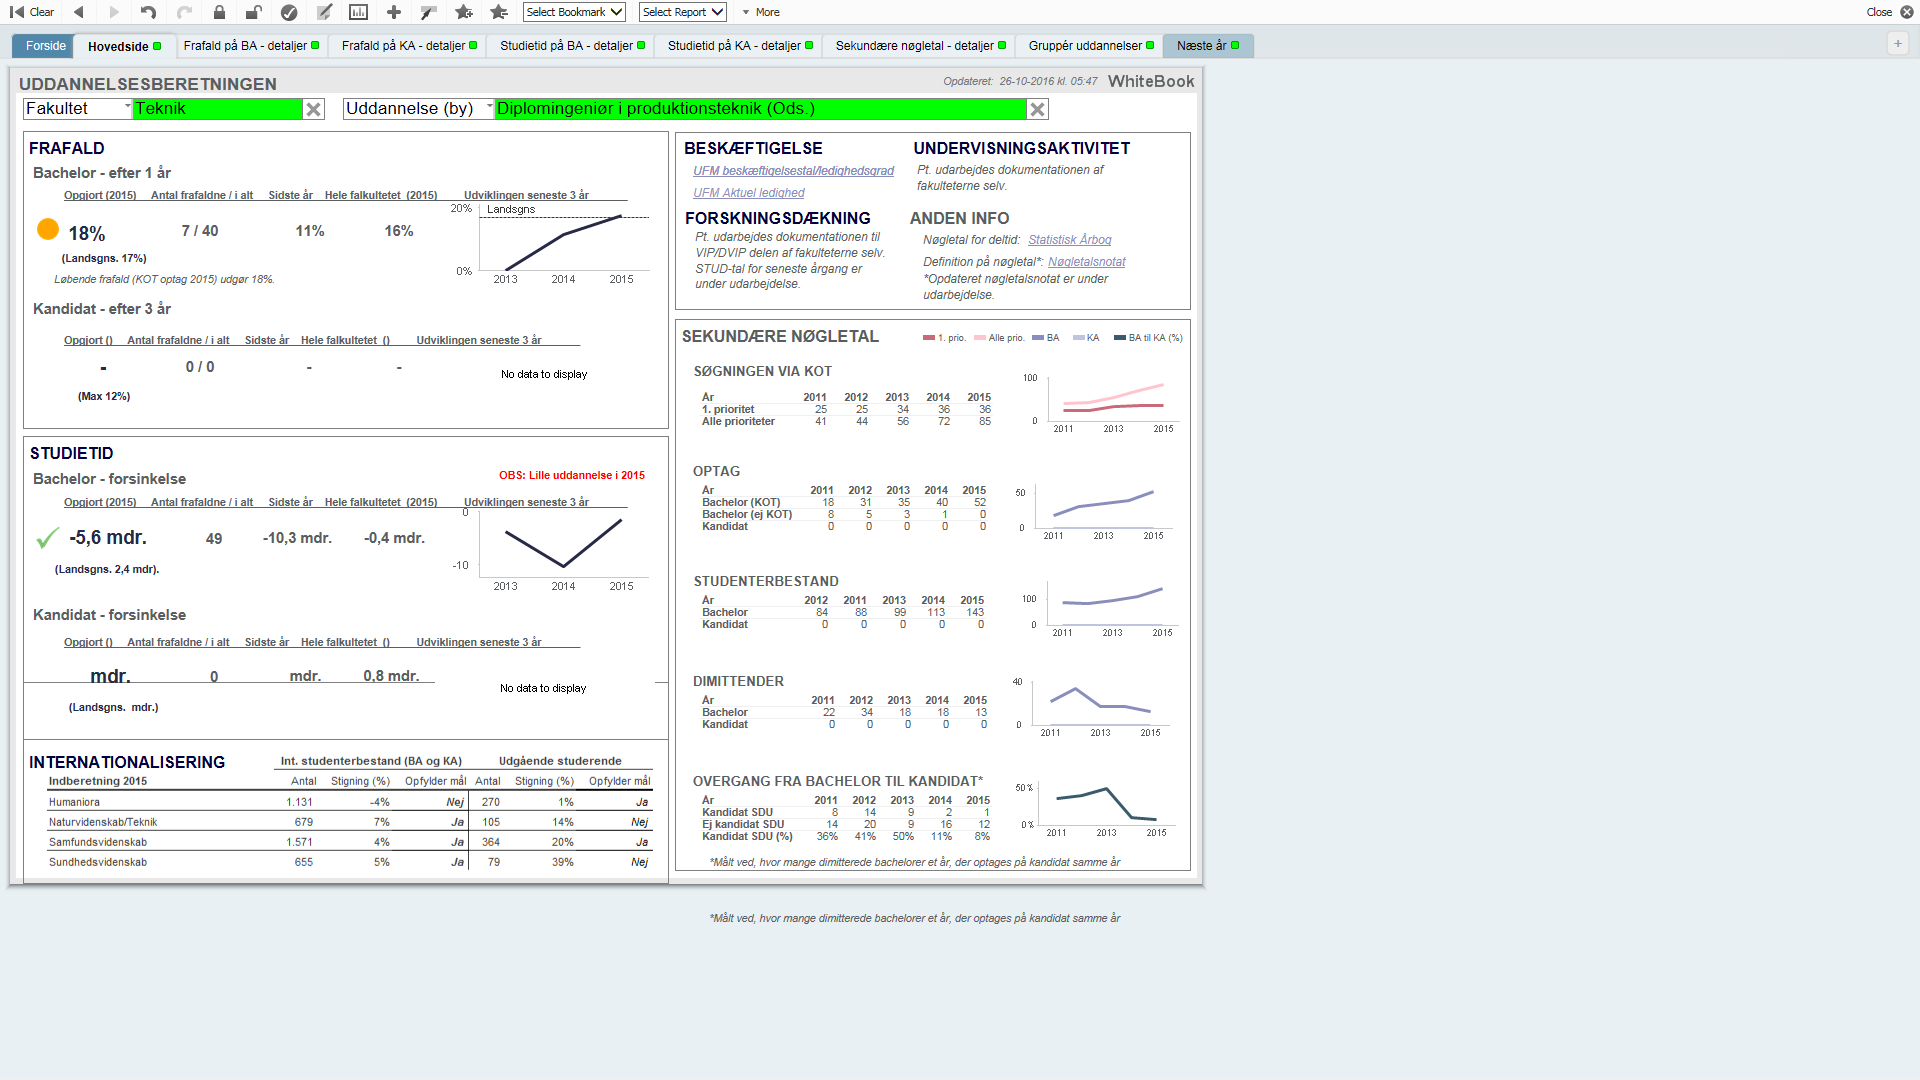 Clear Select Bookmark Select Report More Close
Forside Hovedside Frafald på BA - detaljer Frafald på KA - detaljer Studietid på BA - detaljer Studietid på KA - detaljer Sekundære nøgletal - detaljer Gruppér uddannelser Næste år
UDDANNELSESBERETNINGEN Opdateret: 26-10-2016 kl. 05:47 WhiteBook
Fakultet Teknik Uddannelse (by) Diplomingeniør i produktionsteknik (Ods.)
FRAFALD
Bachelor - efter 1 år
Opgjort (2015) Antal frafaldne / i alt Sidste år Hele falkultetet (2015) Udviklingen seneste 3 år
18% 7 / 40 11% 16%
(Landsgns. 17%)
Løbende frafald (KOT optag 2015) udgør 18%.
20% Landsgns
0%
2013 2014 2015
Kandidat - efter 3 år
Opgjort () Antal frafaldne / i alt Sidste år Hele falkultetet () Udviklingen seneste 3 år
- 0 / 0 - - No data to display
(Max 12%)
STUDIETID
Bachelor - forsinkelse OBS: Lille uddannelse i 2015
Opgjort (2015) Antal frafaldne / i alt Sidste år Hele falkultetet (2015) Udviklingen seneste 3 år
-5,6 mdr. 49 -10,3 mdr. -0,4 mdr.
(Landsgns. 2,4 mdr).
0
-10
2013 2014 2015
Kandidat - forsinkelse
Opgjort () Antal frafaldne / i alt Sidste år Hele falkultetet () Udviklingen seneste 3 år
mdr. 0 mdr. 0,8 mdr. No data to display
(Landsgns. mdr.)
INTERNATIONALISERING Int. studenterbestand (BA og KA) Udgående studerende
Indberetning 2015 Antal Stigning (%) Opfylder mål Antal Stigning (%) Opfylder mål
Humaniora 1.131 -4% Nej 270 1% Ja
Naturvidenskab/Teknik 679 7% Ja 105 14% Nej
Samfundsvidenskab 1.571 4% Ja 364 20% Ja
Sundhedsvidenskab 655 5% Ja 79 39% Nej
BESKÆFTIGELSE
UFM beskæftigelsestal/ledighedsgrad
UFM Aktuel ledighed
UNDERVISNINGSAKTIVITET
Pt. udarbejdes dokumentationen af
fakulteterne selv.
FORSKNINGSDÆKNING
Pt. udarbejdes dokumentationen til
VIP/DVIP delen af fakulteterne selv.
STUD-tal for seneste årgang er
under udarbejdelse.
ANDEN INFO
Nøgletal for deltid: Statistisk Årbog
Definition på nøgletal*: Nøgletalsnotat
*Opdateret nøgletalsnotat er under
udarbejdelse.
SEKUNDÆRE NØGLETAL 1. prio. Alle prio. BA KA BA til KA (%)
SØGNINGEN VIA KOT
År 2011 2012 2013 2014 2015
1. prioritet 25 25 34 36 36
Alle prioriteter 41 44 56 72 85
100
0
2011 2013 2015
OPTAG
År 2011 2012 2013 2014 2015
Bachelor (KOT) 18 31 35 40 52
Bachelor (ej KOT) 8 5 3 1 0
Kandidat 0 0 0 0 0
50
0
2011 2013 2015
STUDENTERBESTAND
År 2012 2011 2013 2014 2015
Bachelor 84 88 99 113 143
Kandidat 0 0 0 0 0
100
2011 2013 2015
DIMITTENDER
År 2011 2012 2013 2014 2015
Bachelor 22 34 18 18 13
Kandidat 0 0 0 0 0
40
0
2011 2013 2015
OVERGANG FRA BACHELOR TIL KANDIDAT*
År 2011 2012 2013 2014 2015
Kandidat SDU 8 14 9 2 1
Ej kandidat SDU 14 20 9 16 12
Kandidat SDU (%) 36% 41% 50% 11% 8%
50 %
0 %
2011 2013 2015
*Målt ved, hvor mange dimitterede bachelorer et år, der optages på kandidat samme år
*Målt ved, hvor mange dimitterede bachelorer et år, der optages på kandidat samme år